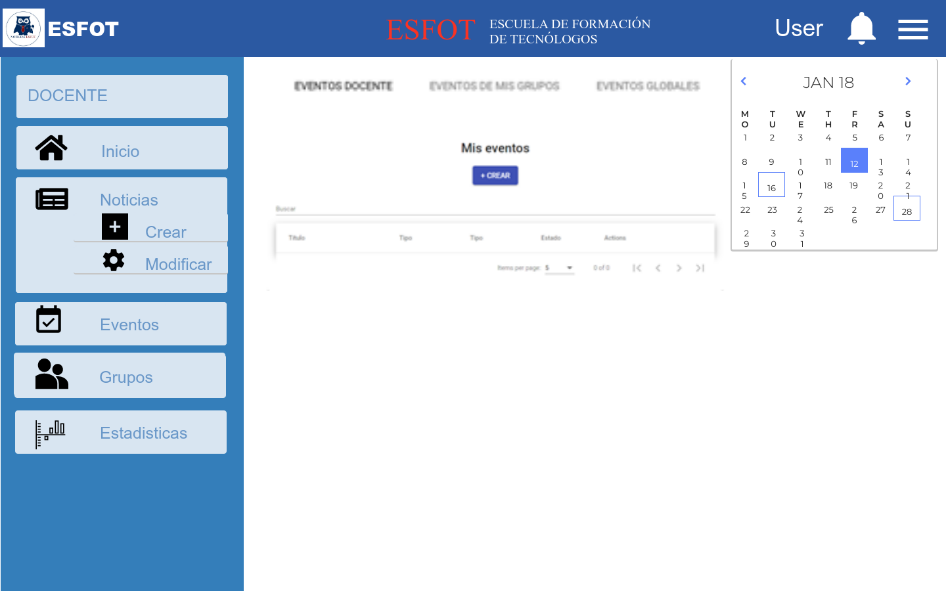 ESFOT
ESFOT ESCUELA DE FORMACIÓN
DE TECNÓLOGOS
User
DOCENTE
Inicio
Noticias
Crear
Modificar
Eventos
Grupos
Estadisticas
EVENTOS DOCENTE EVENTOS DE MIS GRUPOS EVENTOS GLOBALES
Mis eventos
+ CREAR
Buscar
Título Tipo Tipo Estado Actions
Items per page: 5 0 of 0
JAN 18
MO TU WE TH FR SA SU
1 2 3 4 5 6 7
8 9 10 11 12 13 14
15 16 17 18 19 20 21
22 23 24 25 26 27 28
29 30 31